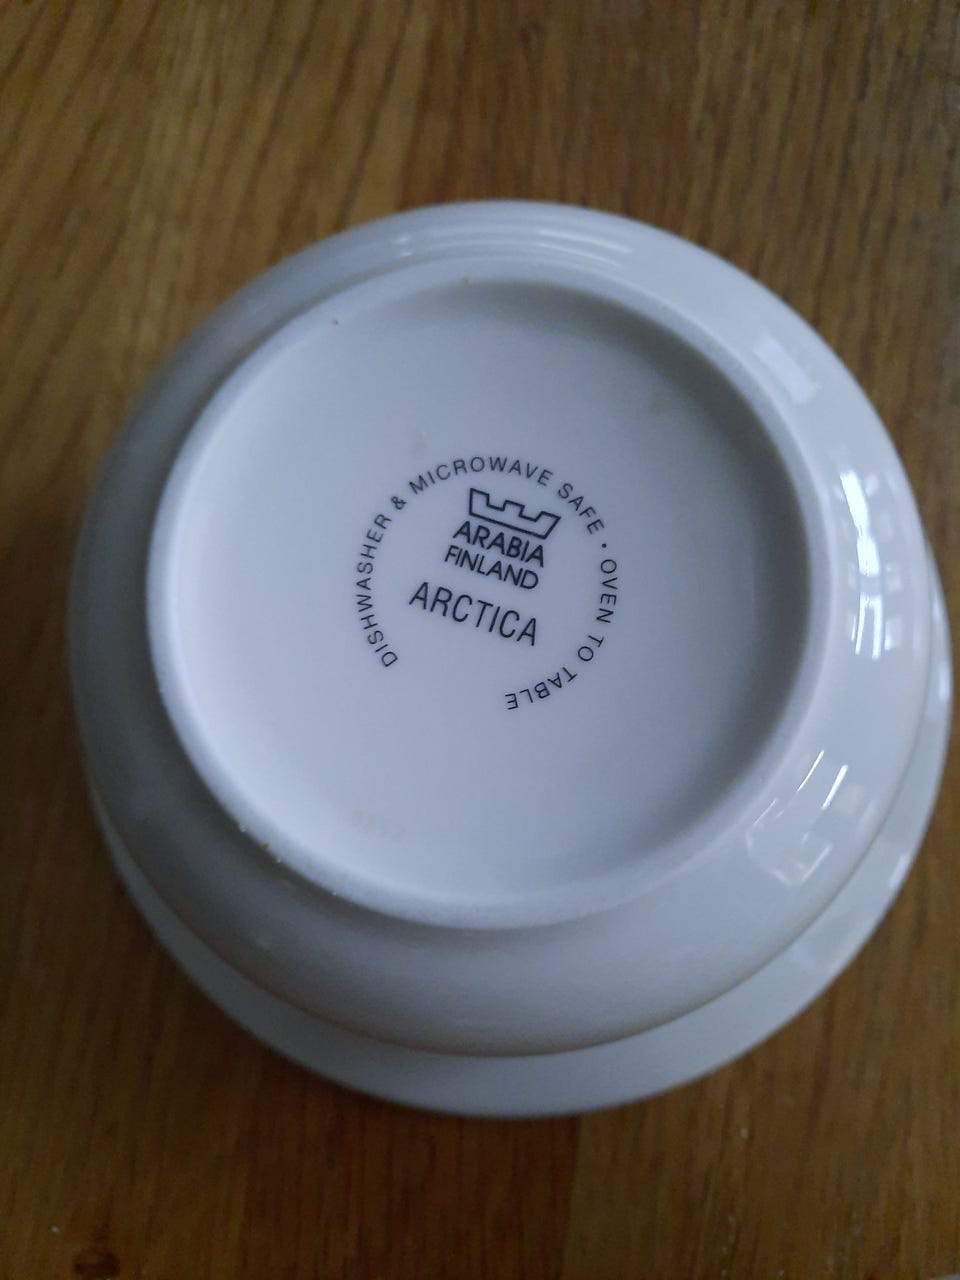 DISHWASHER & MICROWAVE SAFE · OVEN TO TABLE
ARABIA
FINLAND
ARCTICA